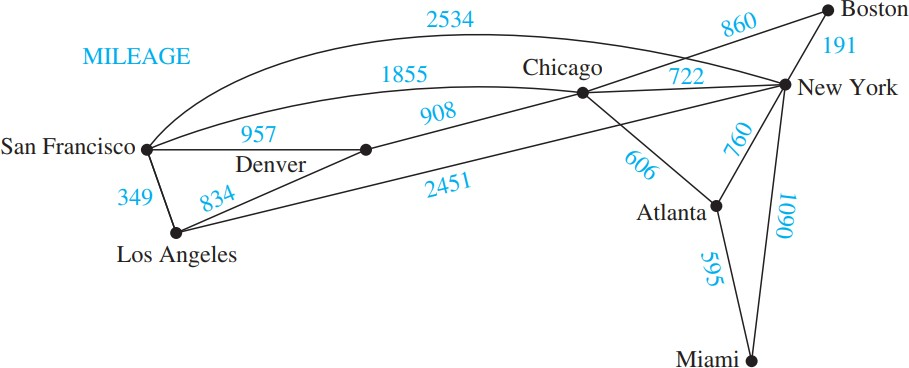 2534
860
Boston
191
MILEAGE
1855
Chicago
722
New York
908
957
San Francisco
Denver
760
606
349
834
2451
Atlanta
1090
Los Angeles
595
Miami